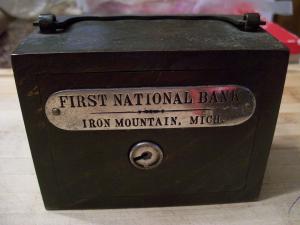 FIRST NATIONAL BANK
IRON MOUNTAIN, MICH.